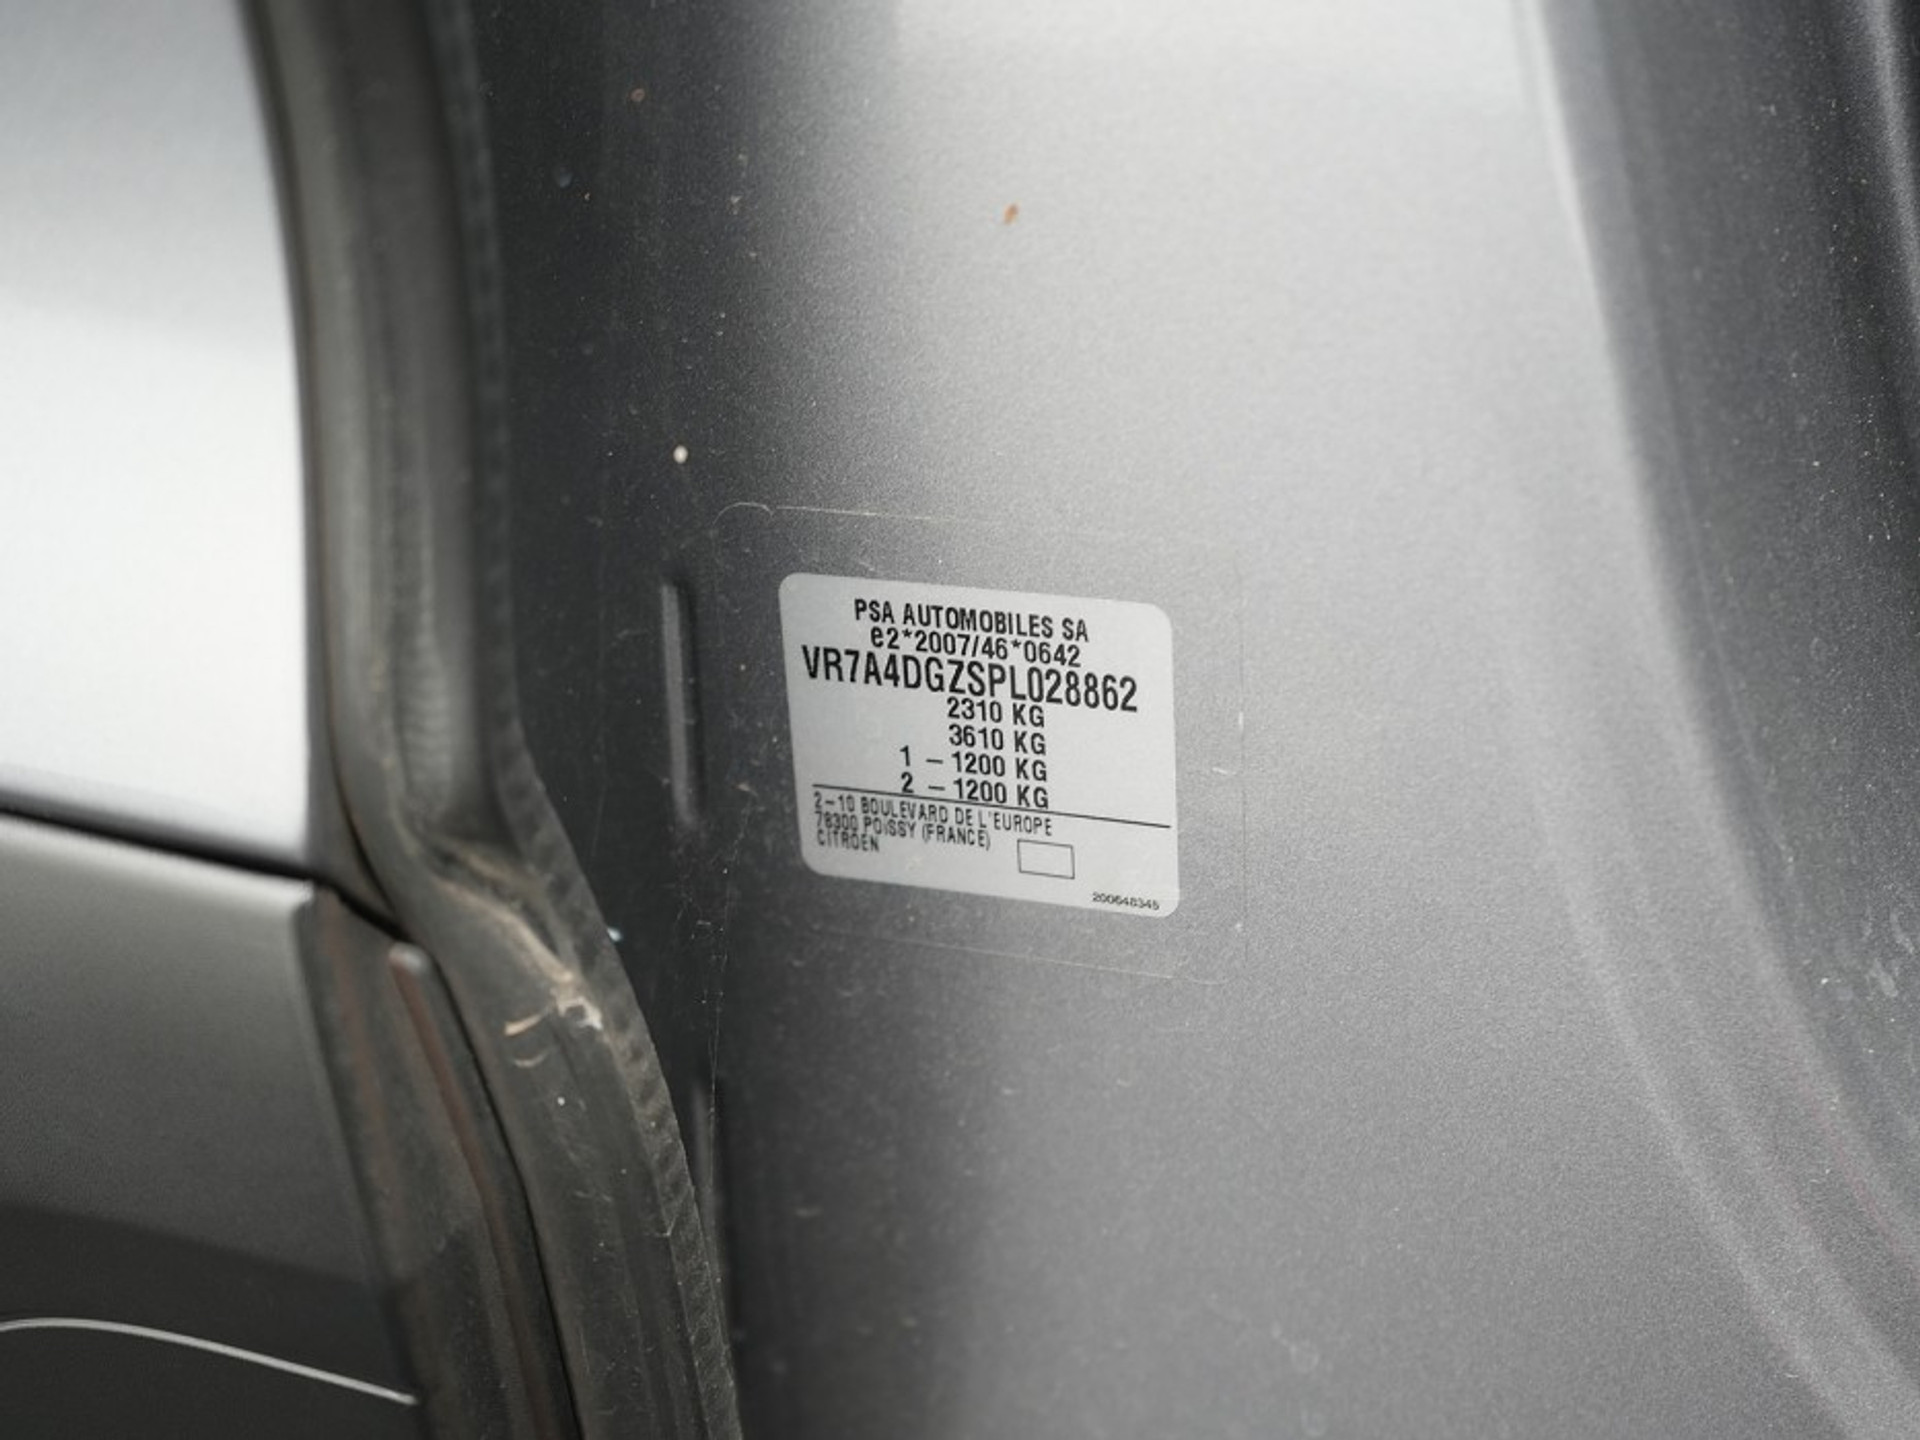 PSA AUTOMOBILES SA
e2*2007/46*0642
VR7A4DGZSPL028862
2310 KG
3610 KG
1 – 1200 KG
2 – 1200 KG
2–10 BOULEVARD DE L'EUROPE
78300 POISSY (FRANCE)
CITROEN
200648345